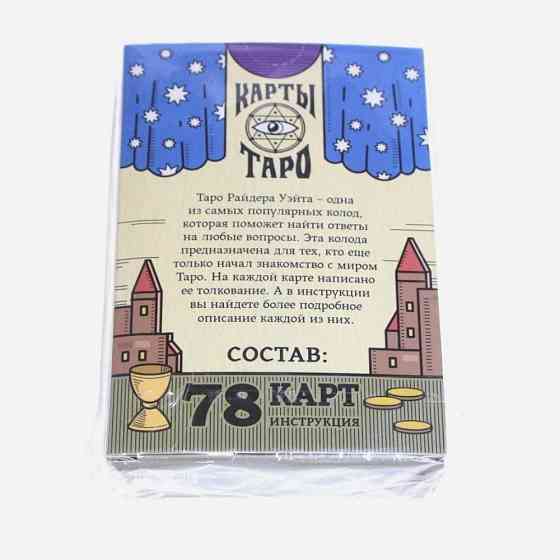 КАРТЫ
ТАРО
Таро Райдера Уэйта – одна
из самых популярных колод,
которая поможет найти ответы
на любые вопросы. Эта колода
предназначена для тех, кто еще
только начал знакомство с миром
Таро. На каждой карте написано
ее толкование. А в инструкции
вы найдете более подробное
описание каждой из них.
СОСТАВ:
78 КАРТ
ИНСТРУКЦИЯ